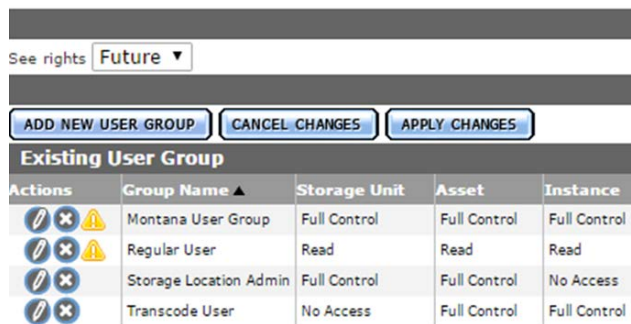 See rights Future ▼
ADD NEW USER GROUP CANCEL CHANGES APPLY CHANGES
Existing User Group
Actions Group Name ▲ Storage Unit Asset Instance
Montana User Group Full Control Full Control Full Control
Regular User Read Read Read
Storage Location Admin Full Control Full Control No Access
Transcode User No Access Full Control Full Control